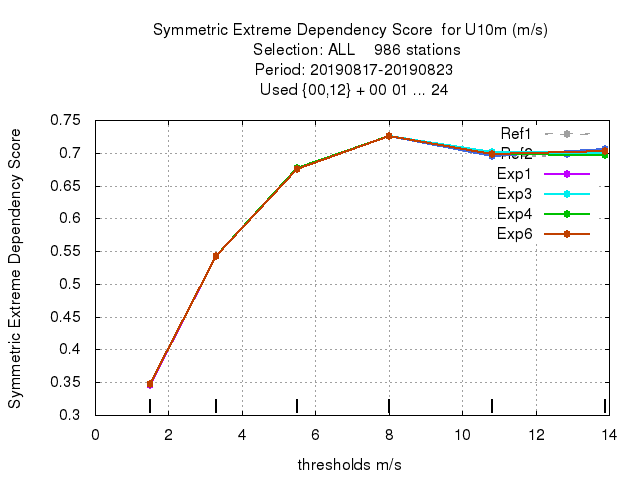 Symmetric Extreme Dependency Score for U10m (m/s)
Selection: ALL 986 stations
Period: 20190817-20190823
Used {00,12} + 00 01 ... 24
Symmetric Extreme Dependency Score
0.75
0.7
0.65
0.6
0.55
0.5
0.45
0.4
0.35
0.3
Ref1
Ref2
Exp1
Exp3
Exp4
Exp6
0 2 4 6 8 10 12 14
thresholds m/s